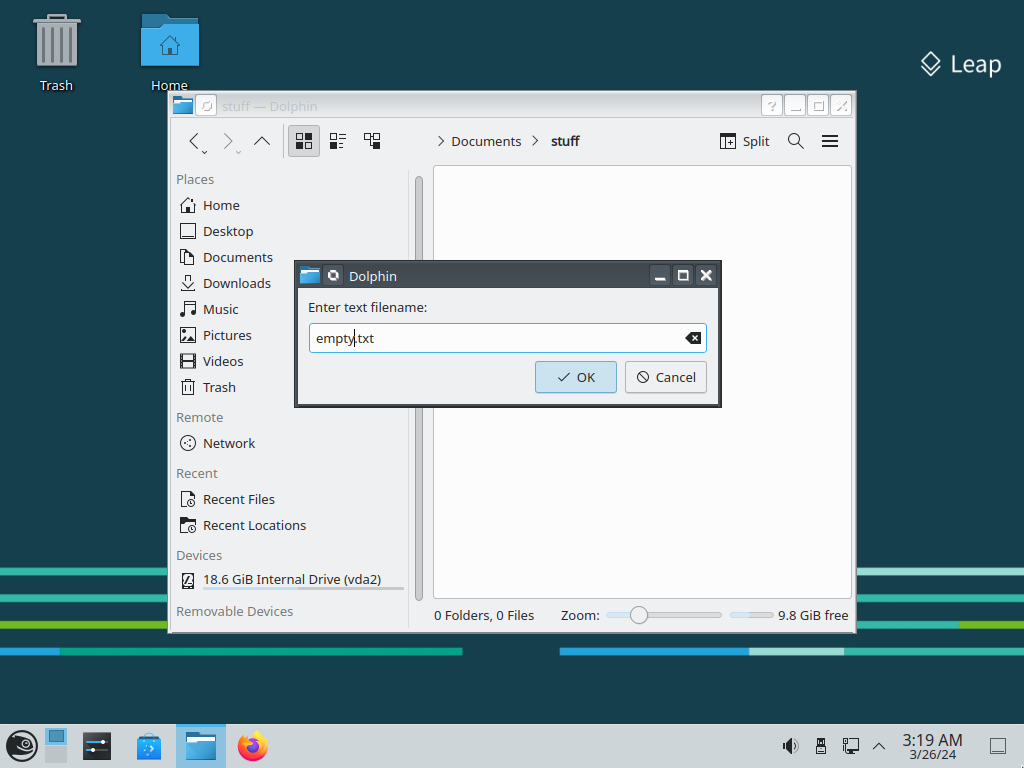 Trash
Home
Leap
stuff — Dolphin
Documents
stuff
Split
Places
Home
Desktop
Documents
Downloads
Music
Pictures
Videos
Trash
Remote
Network
Recent
Recent Files
Recent Locations
Devices
18.6 GiB Internal Drive (vda2)
Removable Devices
Dolphin
Enter text filename:
empty.txt
OK
Cancel
0 Folders, 0 Files
Zoom:
9.8 GiB free
3:19 AM
3/26/24